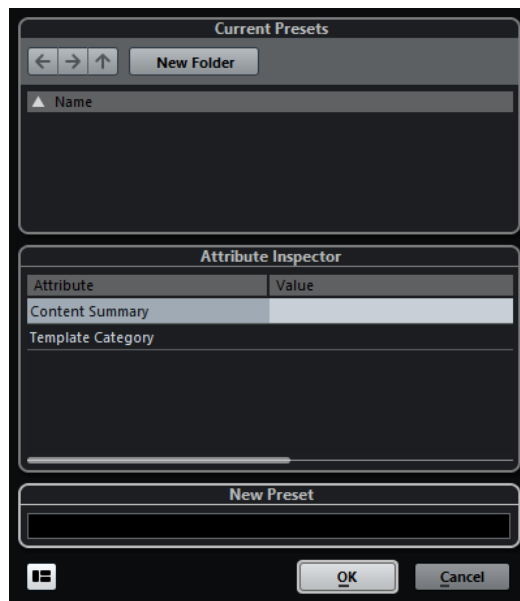 Current Presets
New Folder
Name
Attribute Inspector
Attribute Value
Content Summary
Template Category
New Preset
OK Cancel